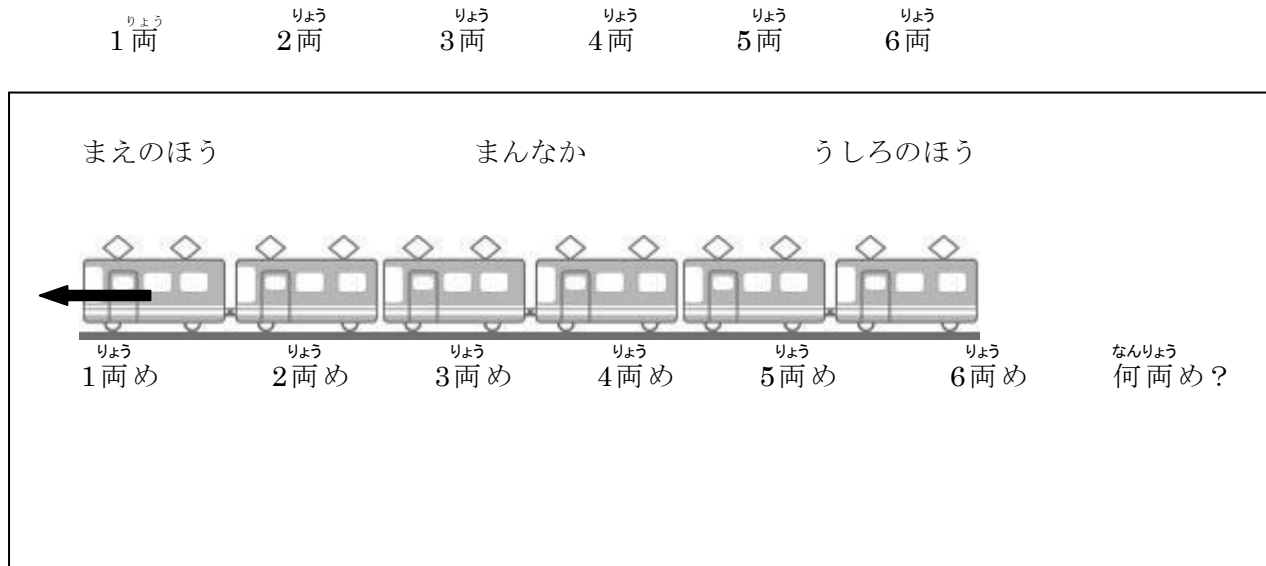 りょう りょう りょう りょう りょう りょう
1両 2両 3両 4両 5両 6両
まえのほう まんなか うしろのほう
りょう りょう りょう りょう りょう りょう なんりょう
1両め 2両め 3両め 4両め 5両め 6両め 何両め?